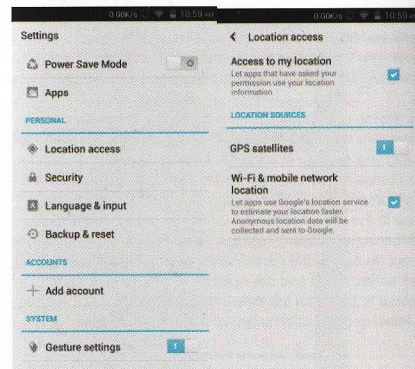 0.00K/s 10:59 AM
Settings
Power Save Mode
Apps
PERSONAL
Location access
Security
Language & input
Backup & reset
ACCOUNTS
Add account
SYSTEM
Gesture settings
0.00K/s 10:59 AM
Location access
Access to my location
Let apps that have asked your
permission use your location
information
LOCATION SOURCES
GPS satellites
Wi-Fi & mobile network
location
Let apps use Google's location service
to estimate your location faster.
Anonymous location data will be
collected and sent to Google.